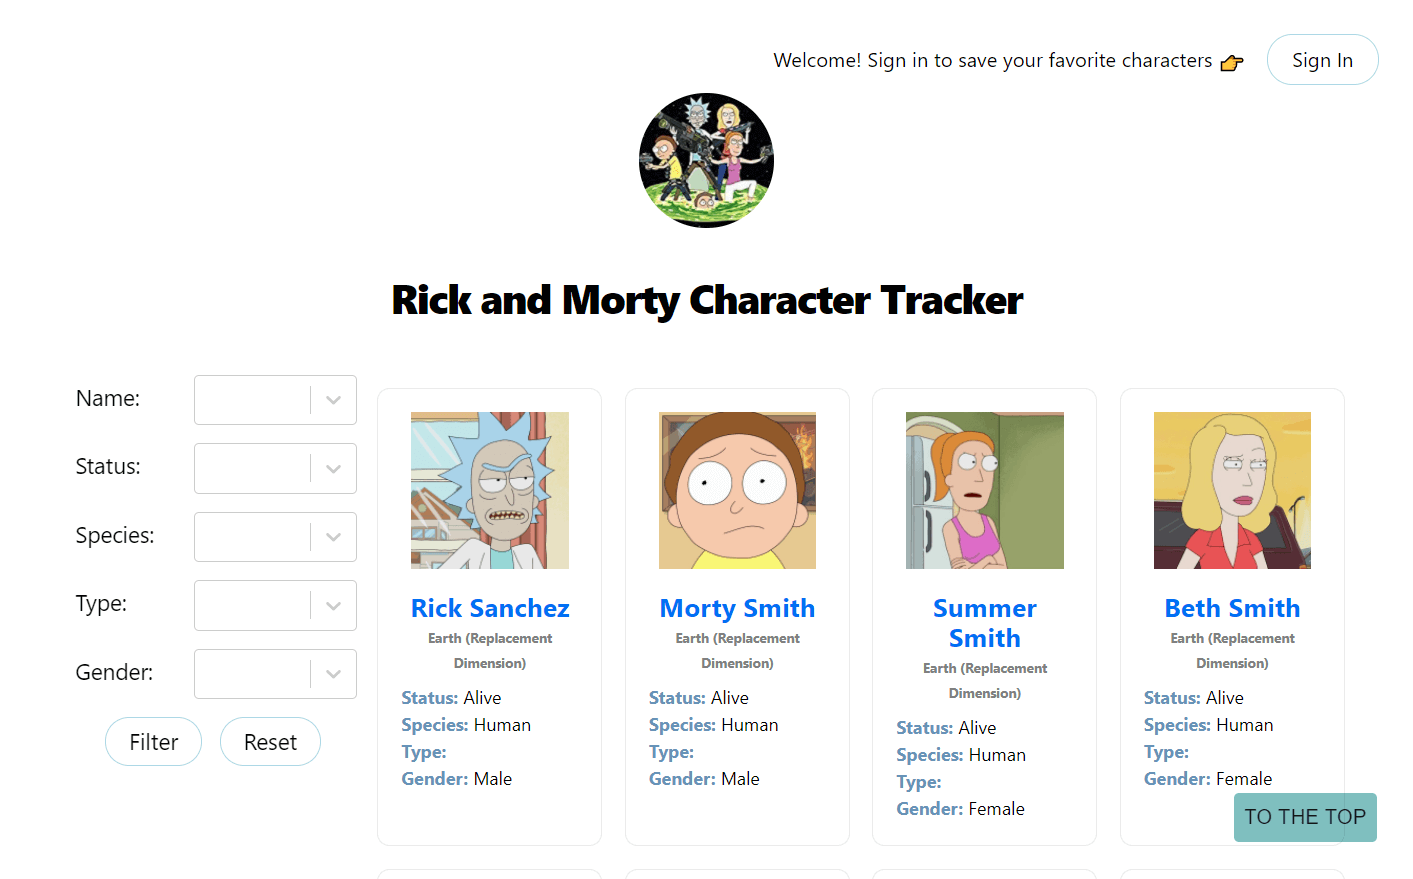 Welcome! Sign in to save your favorite characters 👉
Sign In
Rick and Morty Character Tracker
Name:
Status:
Species:
Type:
Gender:
Filter
Reset
Rick Sanchez
Earth (Replacement
Dimension)
Status: Alive
Species: Human
Type:
Gender: Male
Morty Smith
Earth (Replacement
Dimension)
Status: Alive
Species: Human
Type:
Gender: Male
Summer
Smith
Earth (Replacement
Dimension)
Status: Alive
Species: Human
Type:
Gender: Female
Beth Smith
Earth (Replacement
Dimension)
Status: Alive
Species: Human
Type:
Gender: Female
TO THE TOP